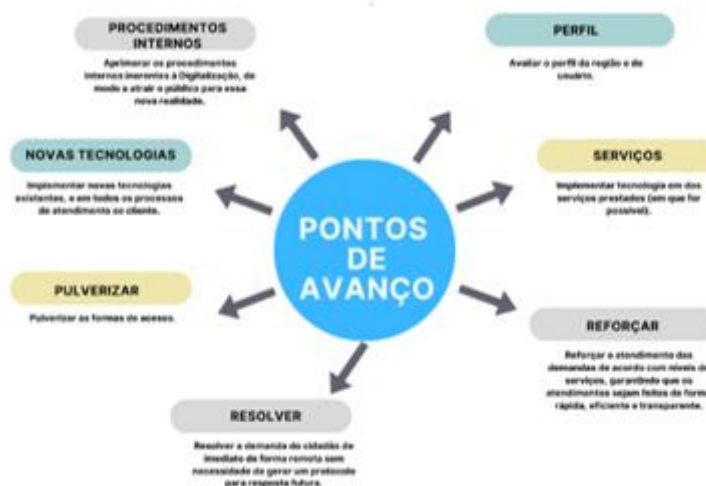 PROCEDIMENTOS
INTERNOS
Aprimorar os procedimentos
internos inerentes à Digitalização, de
modo a atrair o público para essa
nova realidade.
PERFIL
Avaliar o perfil da região e do
usuário.
NOVAS TECNOLOGIAS
Implementar novas tecnologias
existentes, e em todos os processos
de atendimento ao cliente.
SERVIÇOS
Implementar tecnologia em dos
serviços prestados (em que for
possível).
PONTOS
DE
AVANÇO
PULVERIZAR
Pulverizar as formas de acesso.
REFORÇAR
Reforçar o atendimento das
demandas de acordo com níveis de
serviços, garantindo que os
atendimentos sejam feitos de forma
rápida, eficiente e transparente.
RESOLVER
Resolver a demanda do cidadão de
imediato de forma remota sem
necessidade de gerar um protocolo
para resposta futura.